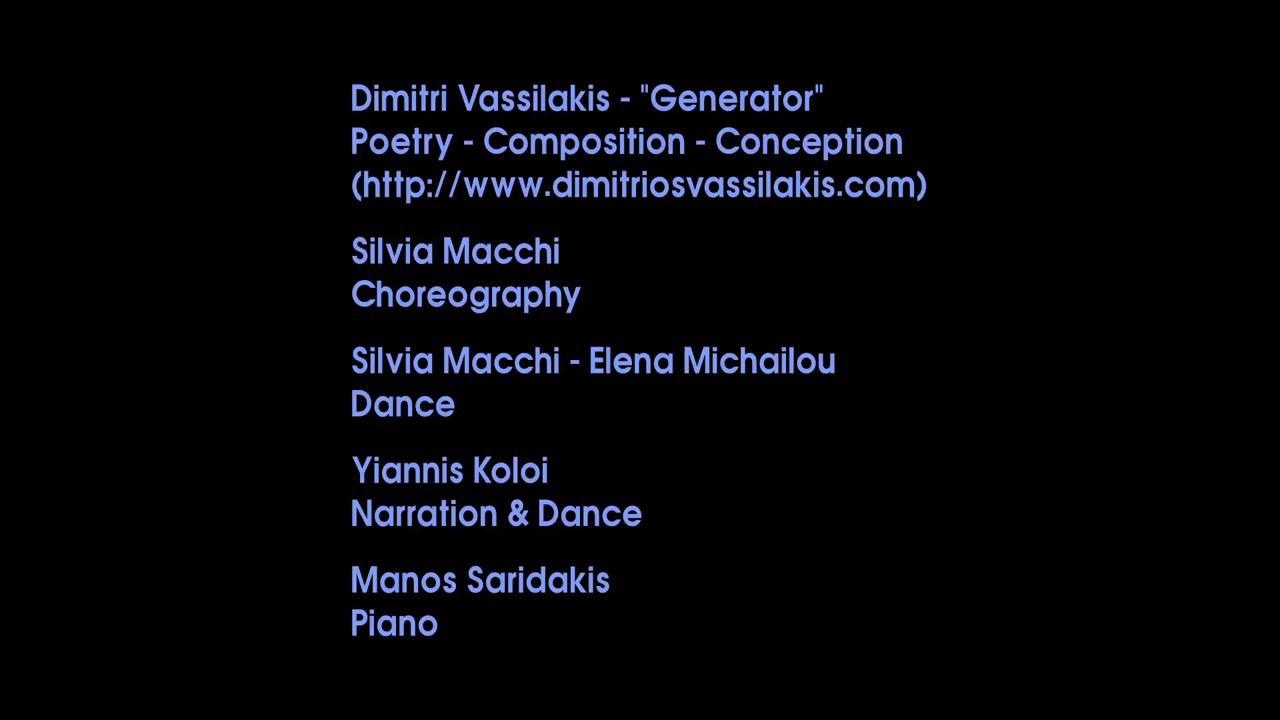 Dimitri Vassilakis - "Generator"
Poetry - Composition - Conception
(http://www.dimitriosvassilakis.com)
Silvia Macchi
Choreography
Silvia Macchi - Elena Michailou
Dance
Yiannis Koloi
Narration & Dance
Manos Saridakis
Piano